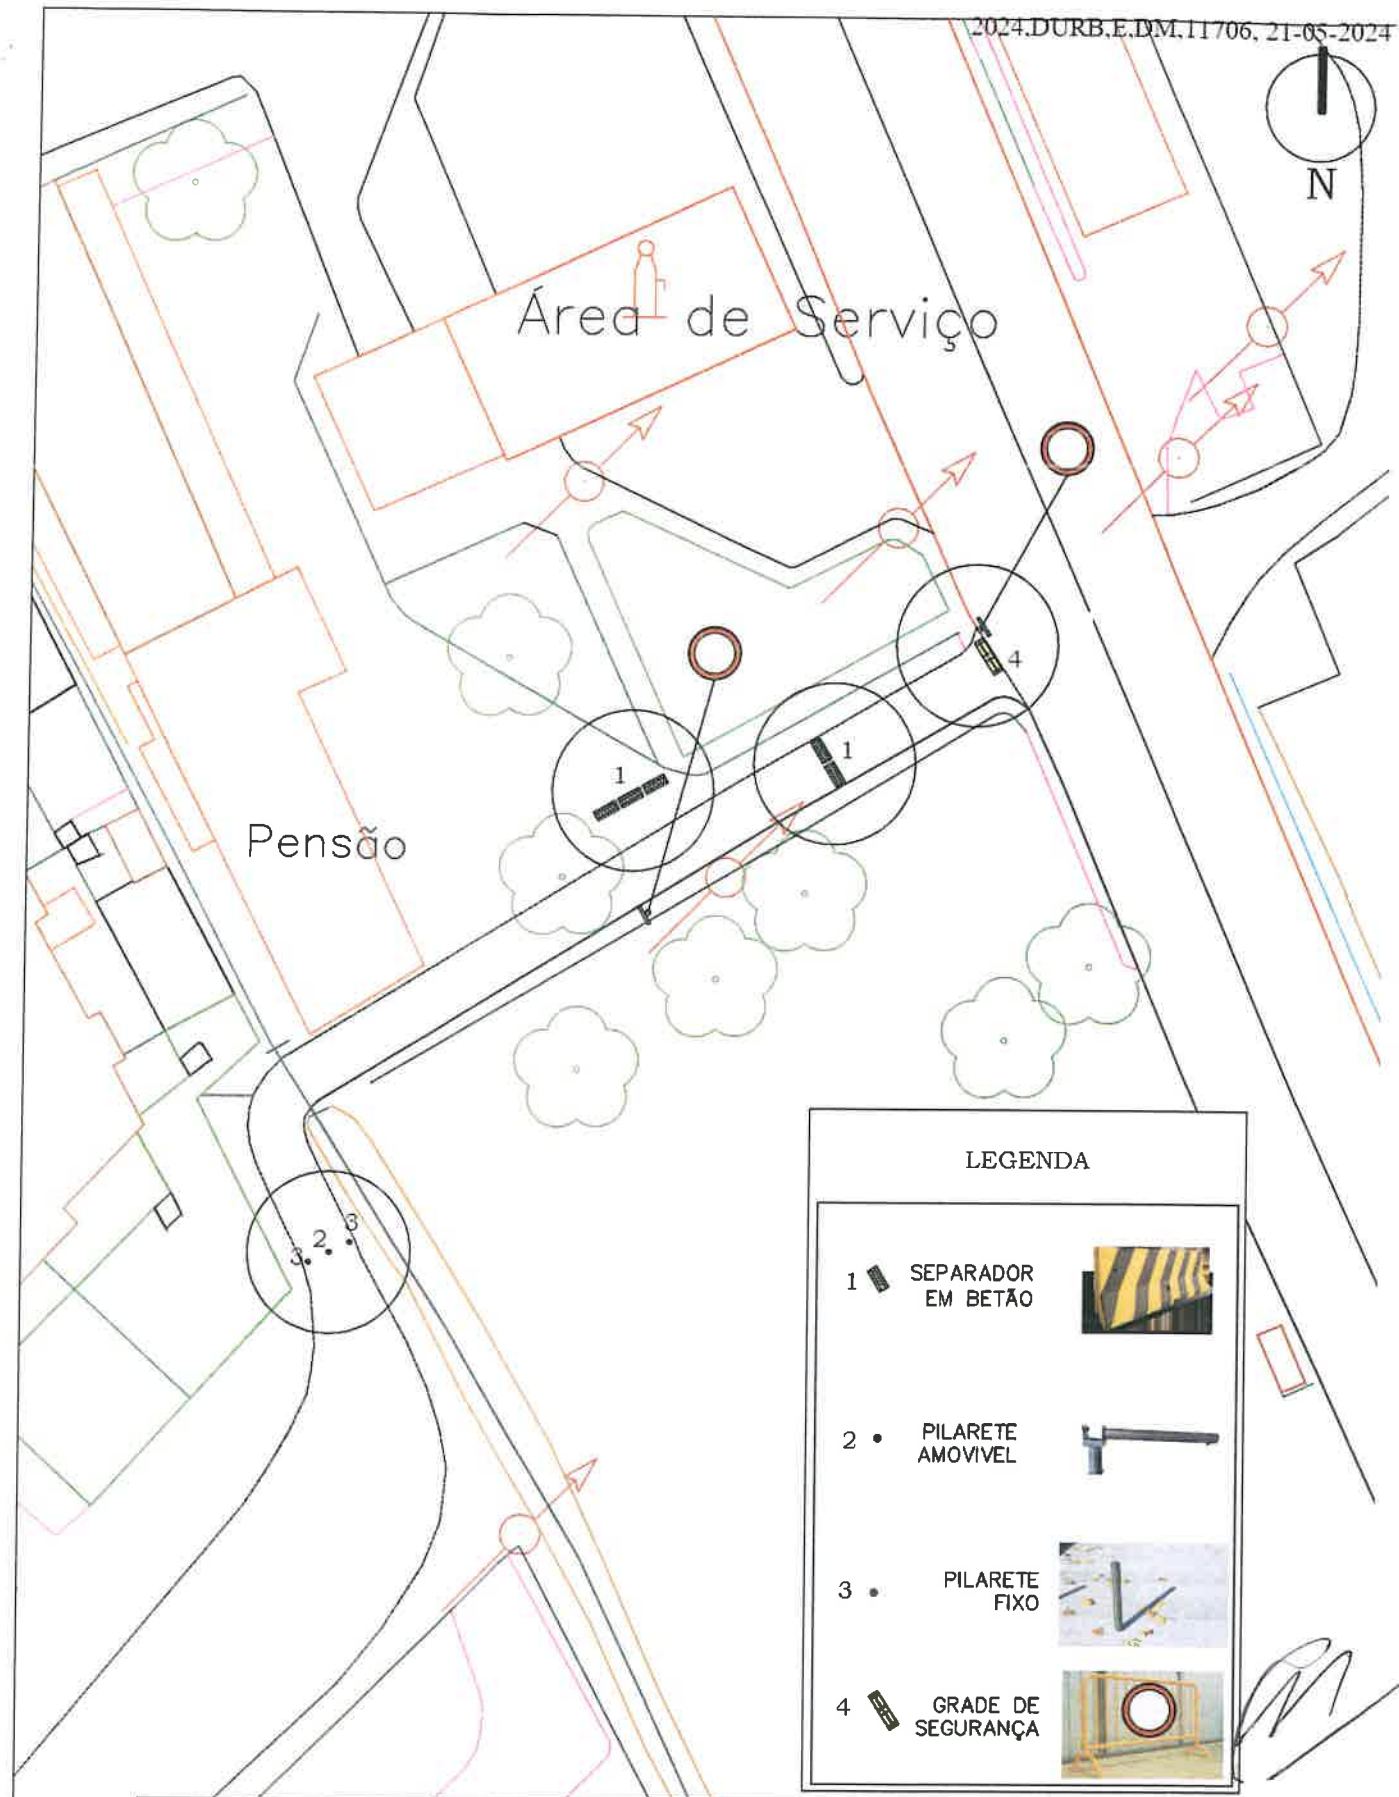 2024,DURB,E,DM,11706, 21-05-2024
N
Área de Serviço
4
1
1
Pensão
3
2
3
LEGENDA
1 SEPARADOR
EM BETÃO
2 PILARETE
AMOVIVEL
3 PILARETE
FIXO
4 GRADE DE
SEGURANÇA